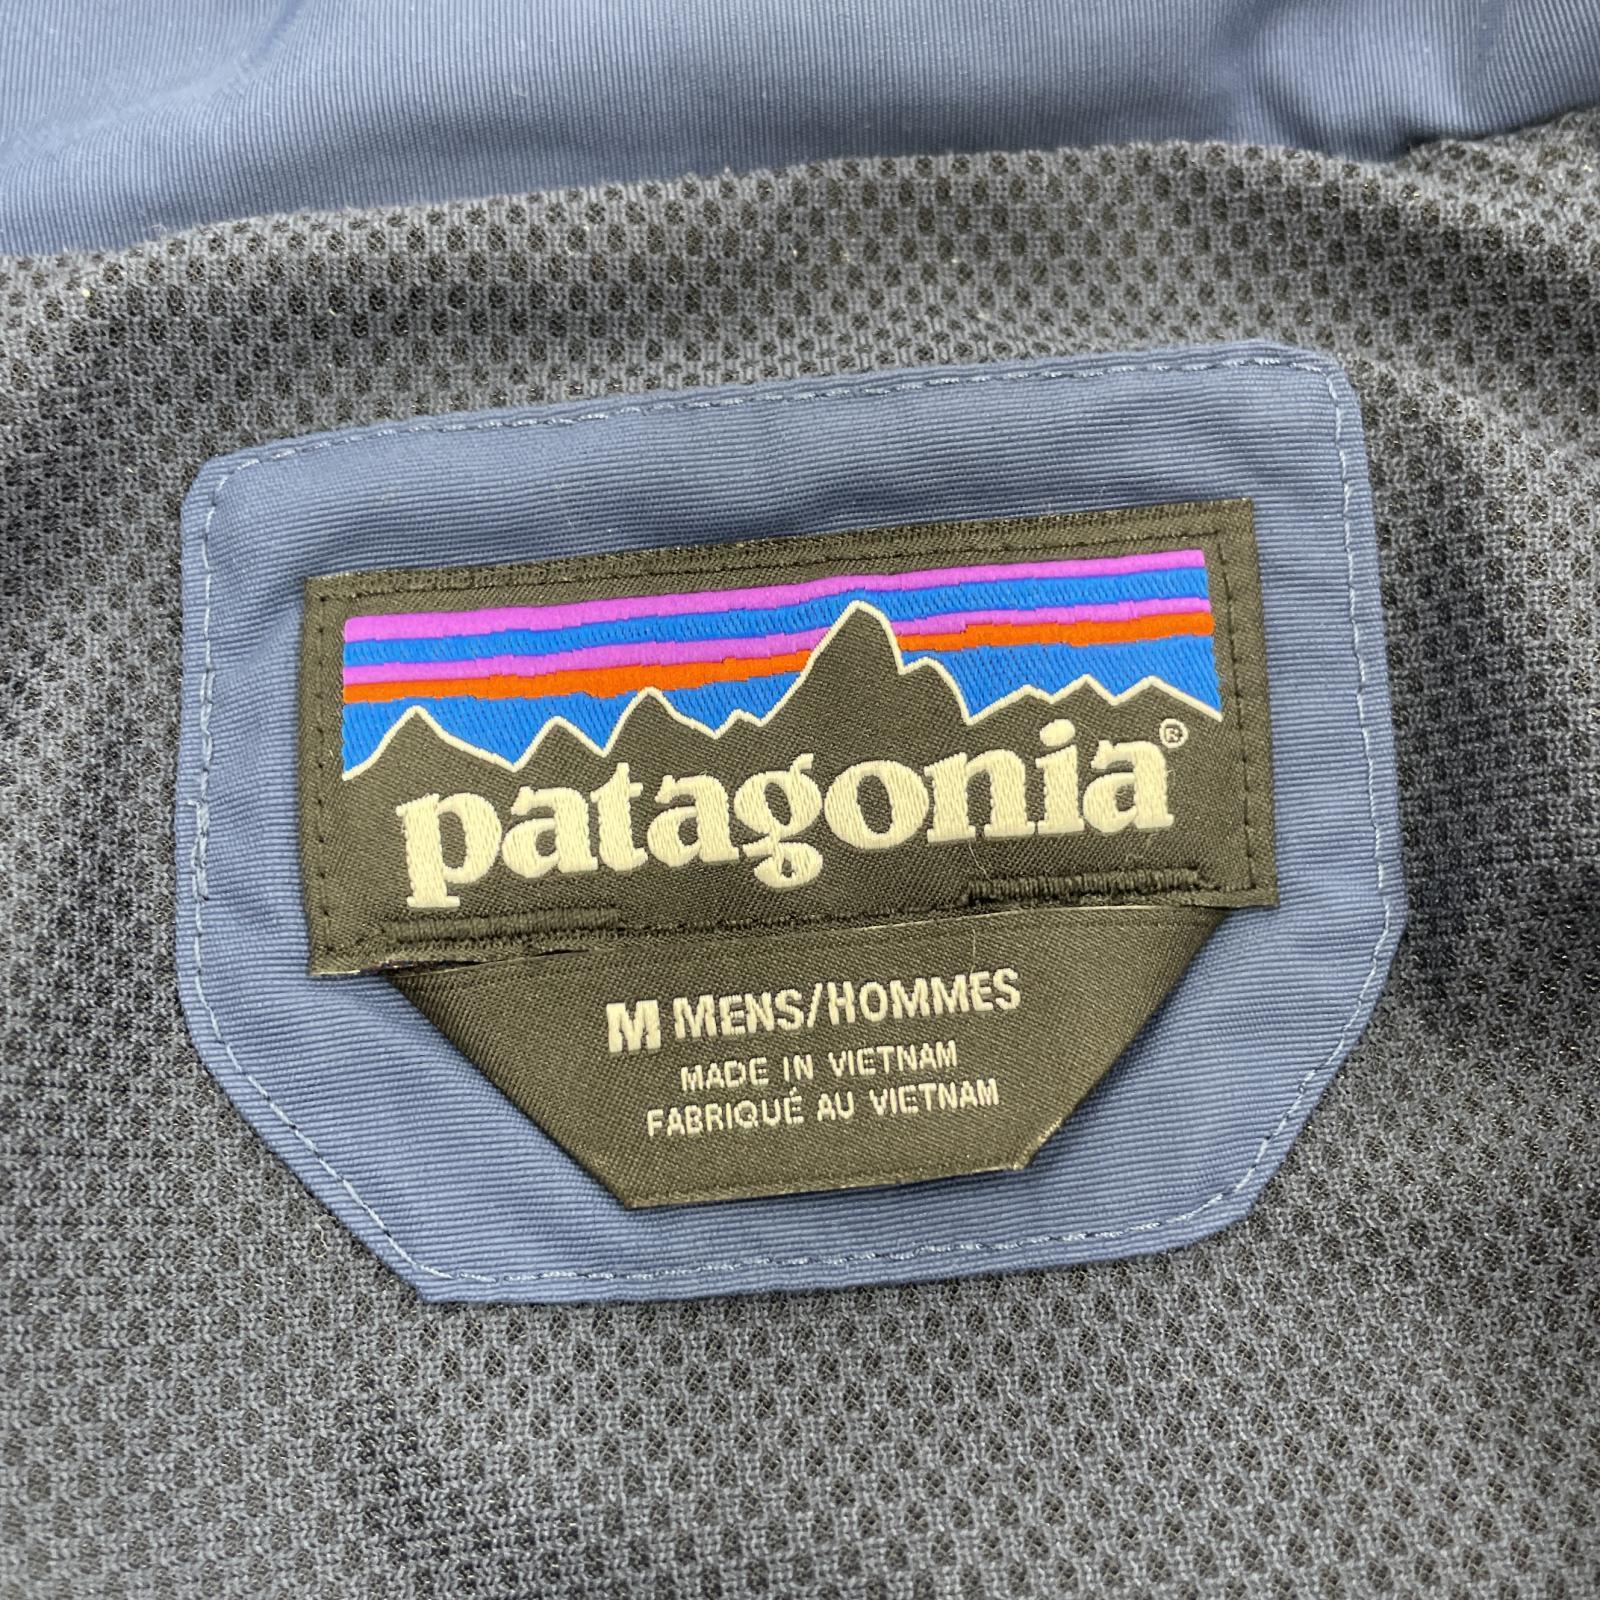 patagonia®
M MENS/HOMMES
MADE IN VIETNAM
FABRIQUÉ AU VIETNAM